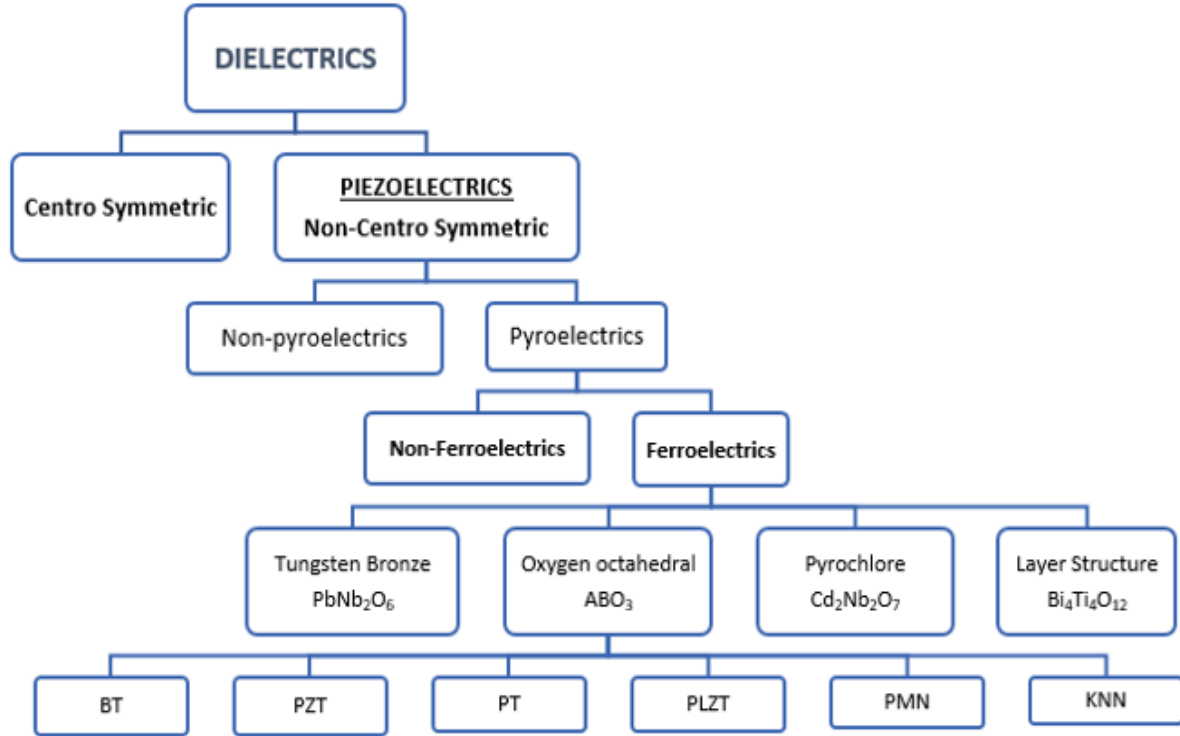 DIELECTRICS
Centro Symmetric
PIEZOELECTRICS
Non-Centro Symmetric
Non-pyroelectrics
Pyroelectrics
Non-Ferroelectrics
Ferroelectrics
Tungsten Bronze
PbNb₂O₆
Oxygen octahedral
ABO₃
Pyrochlore
Cd₂Nb₂O₇
Layer Structure
Bi₄Ti₄O₁₂
BT
PZT
PT
PLZT
PMN
KNN